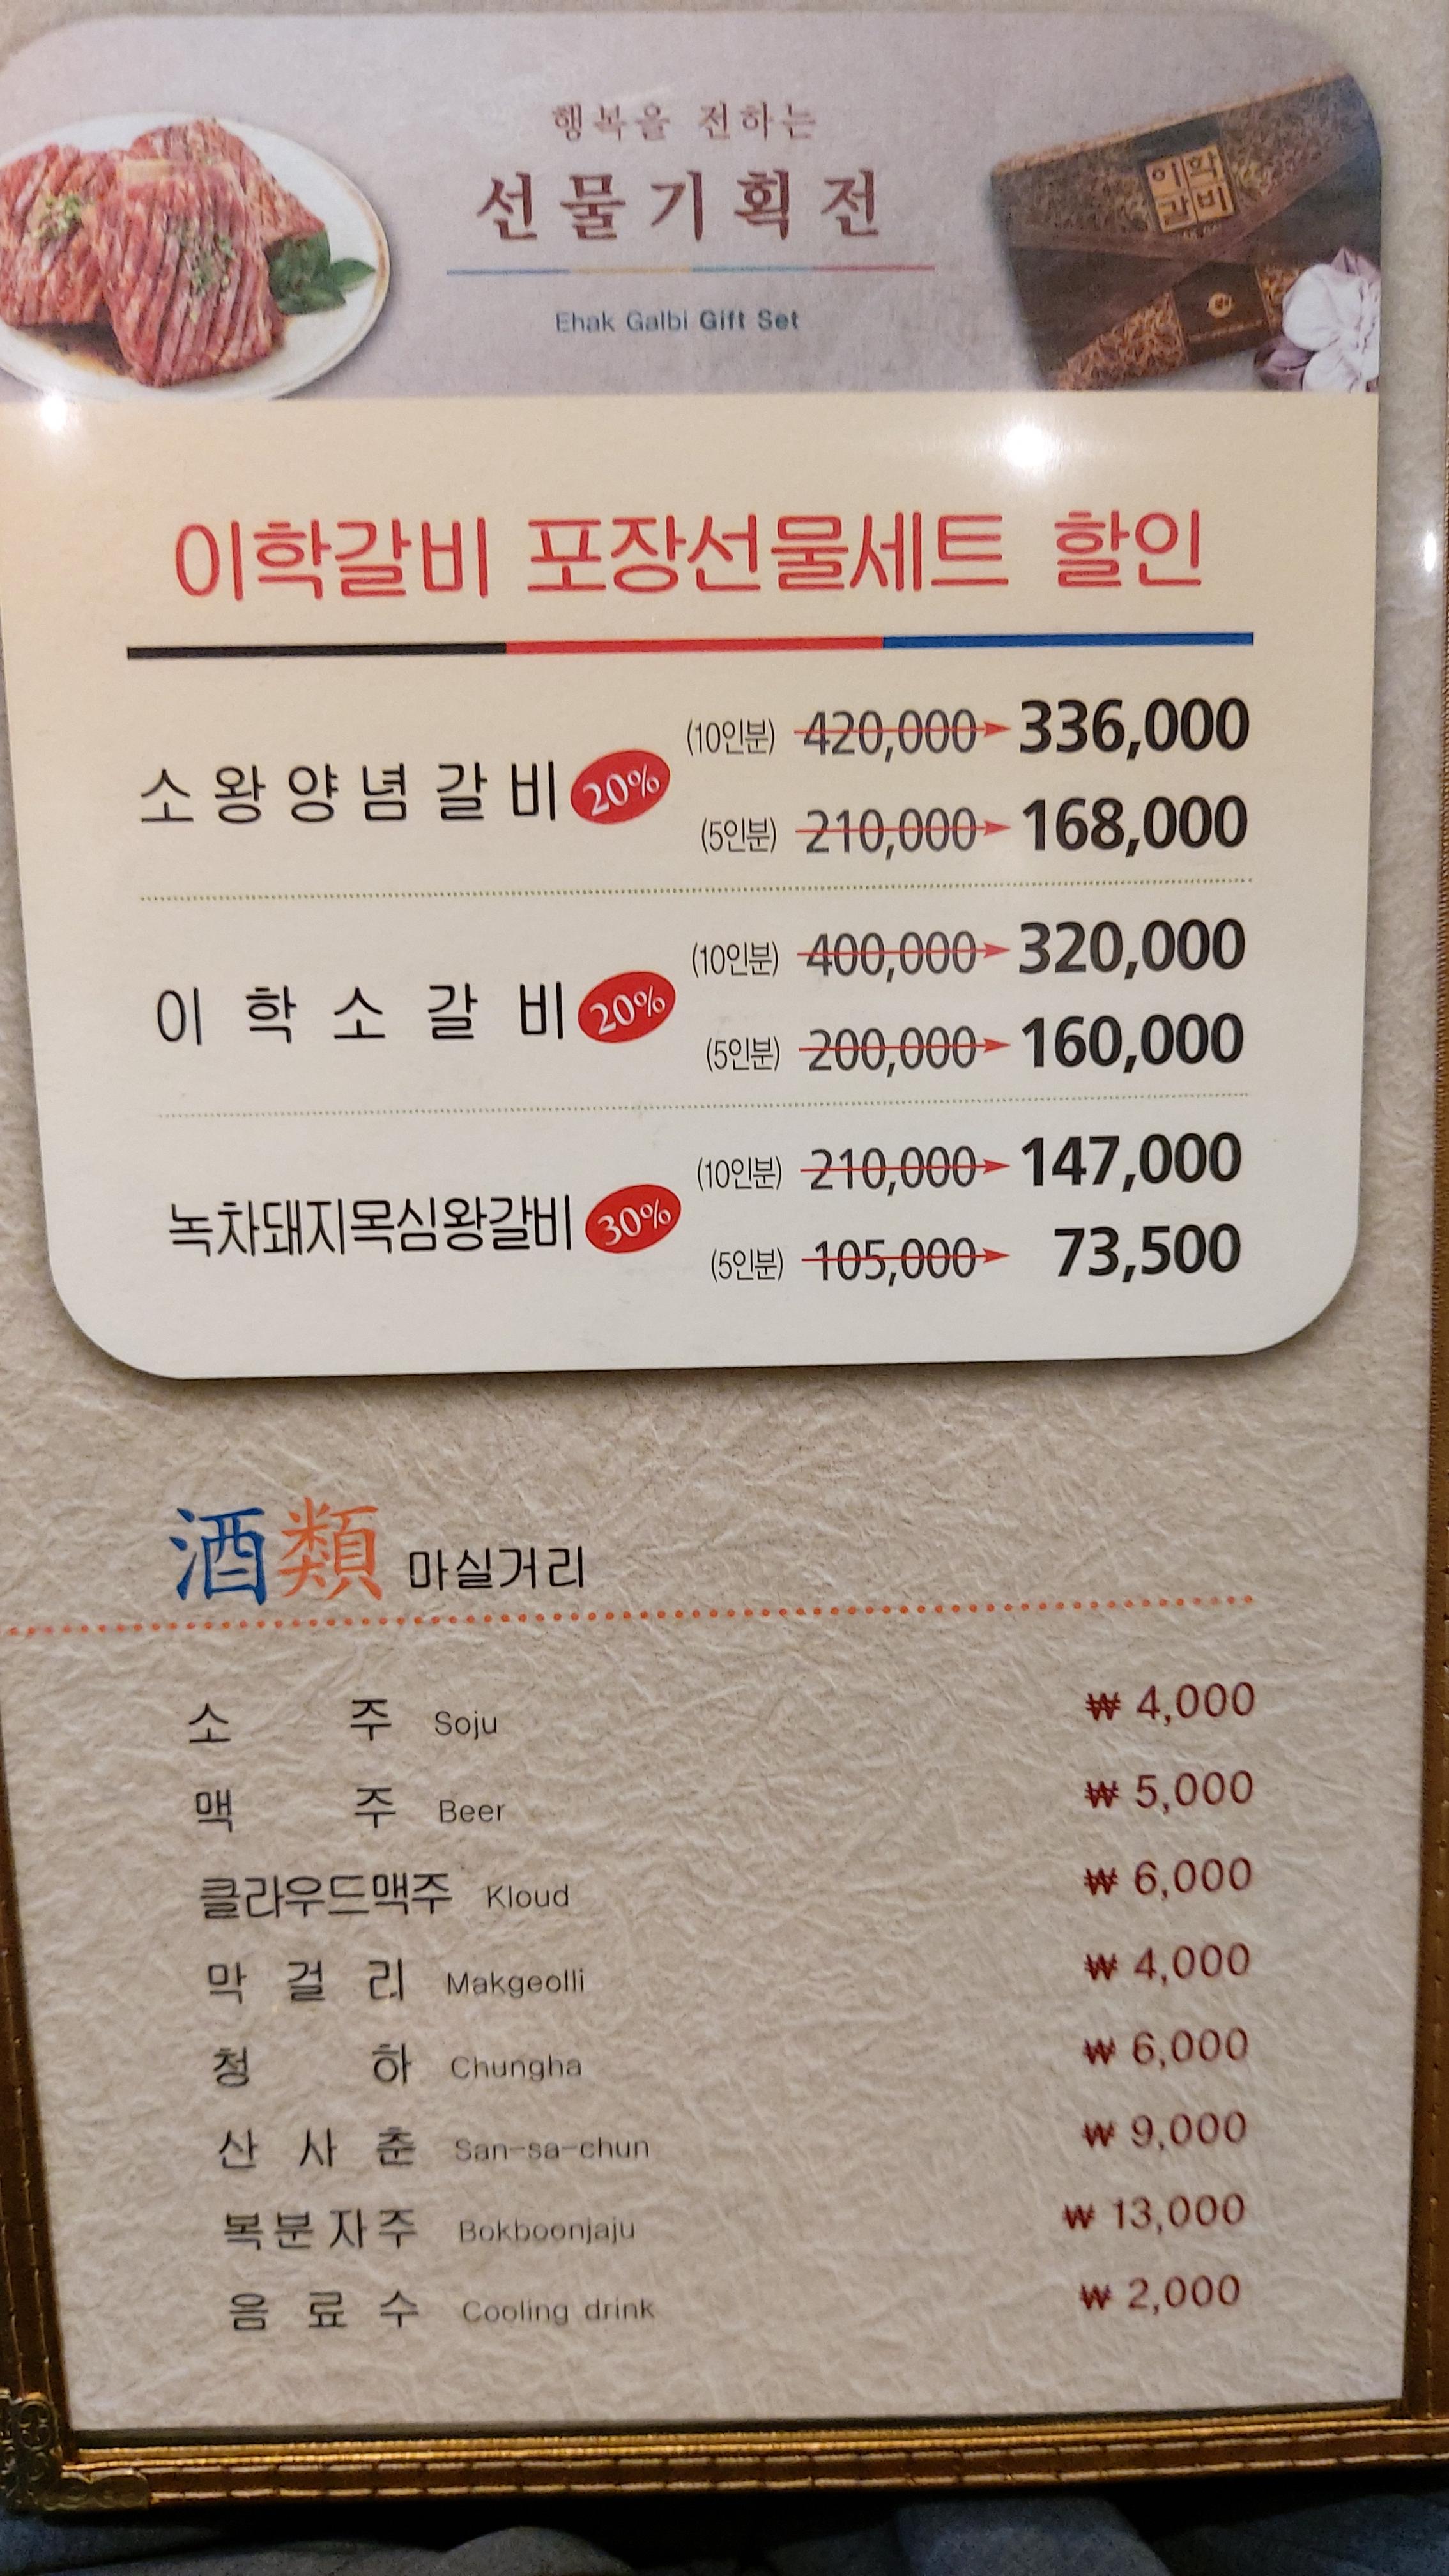 행복을 전하는
선물기획전
Ehak Galbi Gift Set
이학
갈비
이학갈비 포장선물세트 할인
소왕양념갈비 20% (10인분) 420,000 336,000
(5인분) 210,000 168,000
이학소갈비 20% (10인분) 400,000 320,000
(5인분) 200,000 160,000
녹차돼지목심왕갈비 30% (10인분) 210,000 147,000
(5인분) 105,000 73,500
酒類 마실거리
소주 Soju ₩ 4,000
맥주 Beer ₩ 5,000
클라우드맥주 Kloud ₩ 6,000
막걸리 Makgeolli ₩ 4,000
청하 Chungha ₩ 6,000
산사춘 San-sa-chun ₩ 9,000
복분자주 Bokboonjaju ₩ 13,000
음료수 Cooling drink ₩ 2,000